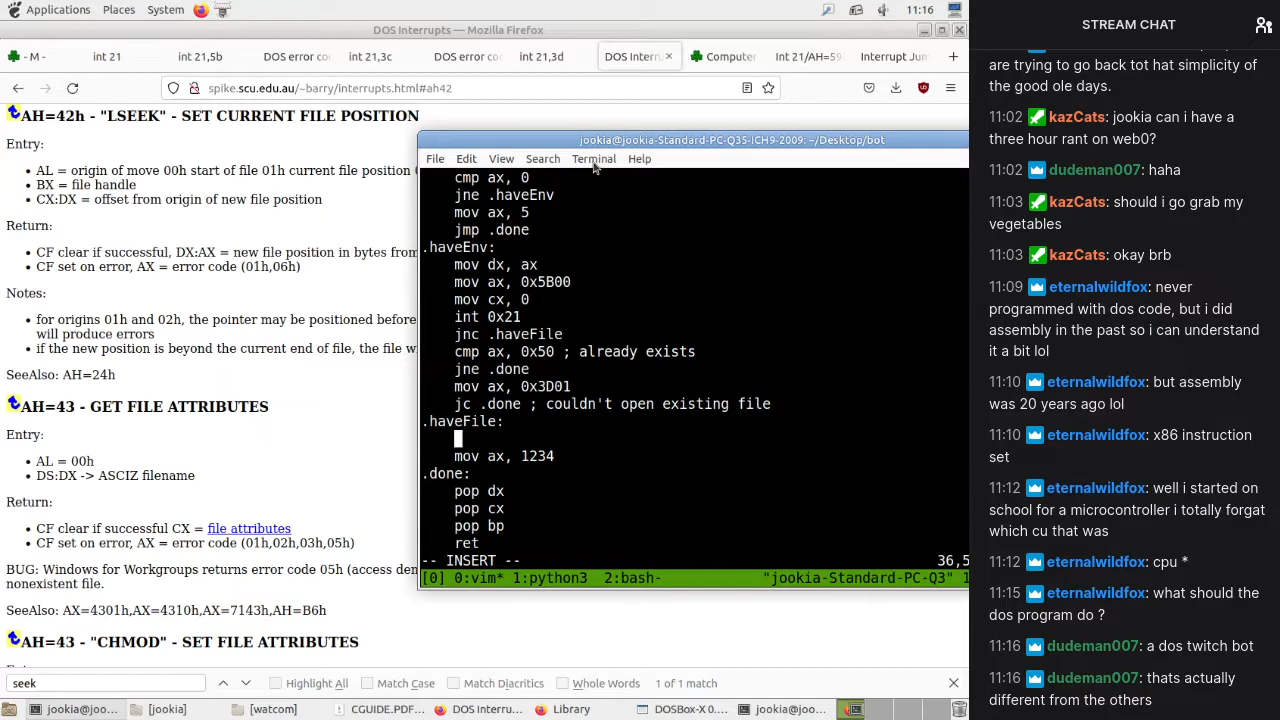 Applications Places System 11:16
DOS Interrupts — Mozilla Firefox
- M - int 21 int 21,5b DOS error co int 21,3c DOS error co int 21,3d DOS Interru Computer Int 21/AH=59 Interrupt Jum
spike.scu.edu.au/~barry/interrupts.html#ah42
AH=42h - "LSEEK" - SET CURRENT FILE POSITION
Entry:
AL = origin of move 00h start of file 01h current file position
BX = file handle
CX:DX = offset from origin of new file position
Return:
CF clear if successful, DX:AX = new file position in bytes from
CF set on error, AX = error code (01h,06h)
Notes:
for origins 01h and 02h, the pointer may be positioned before
will produce errors
if the new position is beyond the current end of file, the file wi
SeeAlso: AH=24h
AH=43 - GET FILE ATTRIBUTES
Entry:
AL = 00h
DS:DX -> ASCIZ filename
Return:
CF clear if successful CX = file attributes
CF set on error, AX = error code (01h,02h,03h,05h)
BUG: Windows for Workgroups returns error code 05h (access den
nonexistent file.
SeeAlso: AX=4301h,AX=4310h,AX=7143h,AH=B6h
AH=43 - "CHMOD" - SET FILE ATTRIBUTES
seek Highlight All Match Case Match Diacritics Whole Words 1 of 1 match
jookia@joo... [jookia] [watcom] CGUIDE.PDF... DOS Interru... Library DOSBox-X 0.... jookia@joo...
jookia@jookia-Standard-PC-Q35-ICH9-2009: ~/Desktop/bot
File Edit View Search Terminal Help
cmp ax, 0
jne .haveEnv
mov ax, 5
jmp .done
.haveEnv:
mov dx, ax
mov ax, 0x5B00
mov cx, 0
int 0x21
jnc .haveFile
cmp ax, 0x50 ; already exists
jne .done
mov ax, 0x3D01
jc .done ; couldn't open existing file
.haveFile:
mov ax, 1234
.done:
pop dx
pop cx
pop bp
ret
-- INSERT -- 36,5
[0] 0:vim* 1:python3 2:bash- "jookia-Standard-PC-Q3" 1
STREAM CHAT
are trying to go back tot hat simplicity of
the good ole days.
11:02 kazCats: jookia can i have a
three hour rant on web0?
11:02 dudeman007: haha
11:03 kazCats: should i go grab my
vegetables
11:03 kazCats: okay brb
11:09 eternalwildfox: never
programmed with dos code, but i did
assembly in the past so i can understand
it a bit lol
11:10 eternalwildfox: but assembly
was 20 years ago lol
11:10 eternalwildfox: x86 instruction
set
11:12 eternalwildfox: well i started on
school for a microcontroller i totally forgat
which cu that was
11:12 eternalwildfox: cpu *
11:15 eternalwildfox: what should the
dos program do ?
11:16 dudeman007: a dos twitch bot
11:16 dudeman007: thats actually
different from the others